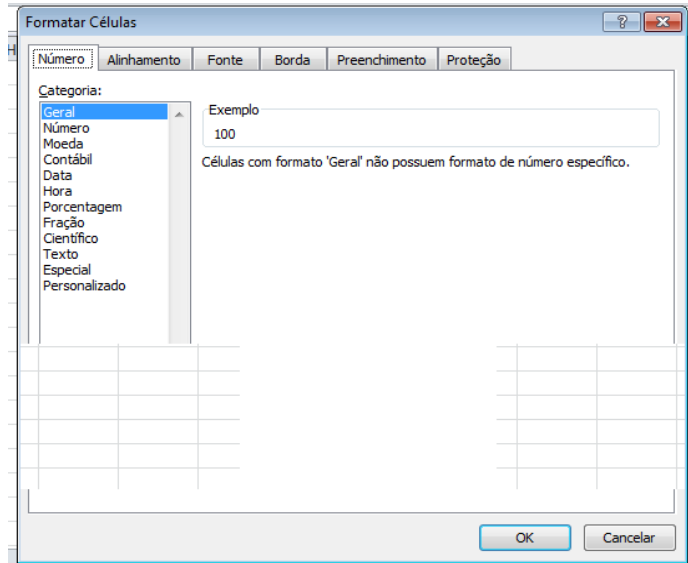 Formatar Células
H
Número Alinhamento Fonte Borda Preenchimento Proteção
Categoria:
Geral
Número
Moeda
Contábil
Data
Hora
Porcentagem
Fração
Científico
Texto
Especial
Personalizado
Exemplo
100
Células com formato 'Geral' não possuem formato de número específico.
OK Cancelar